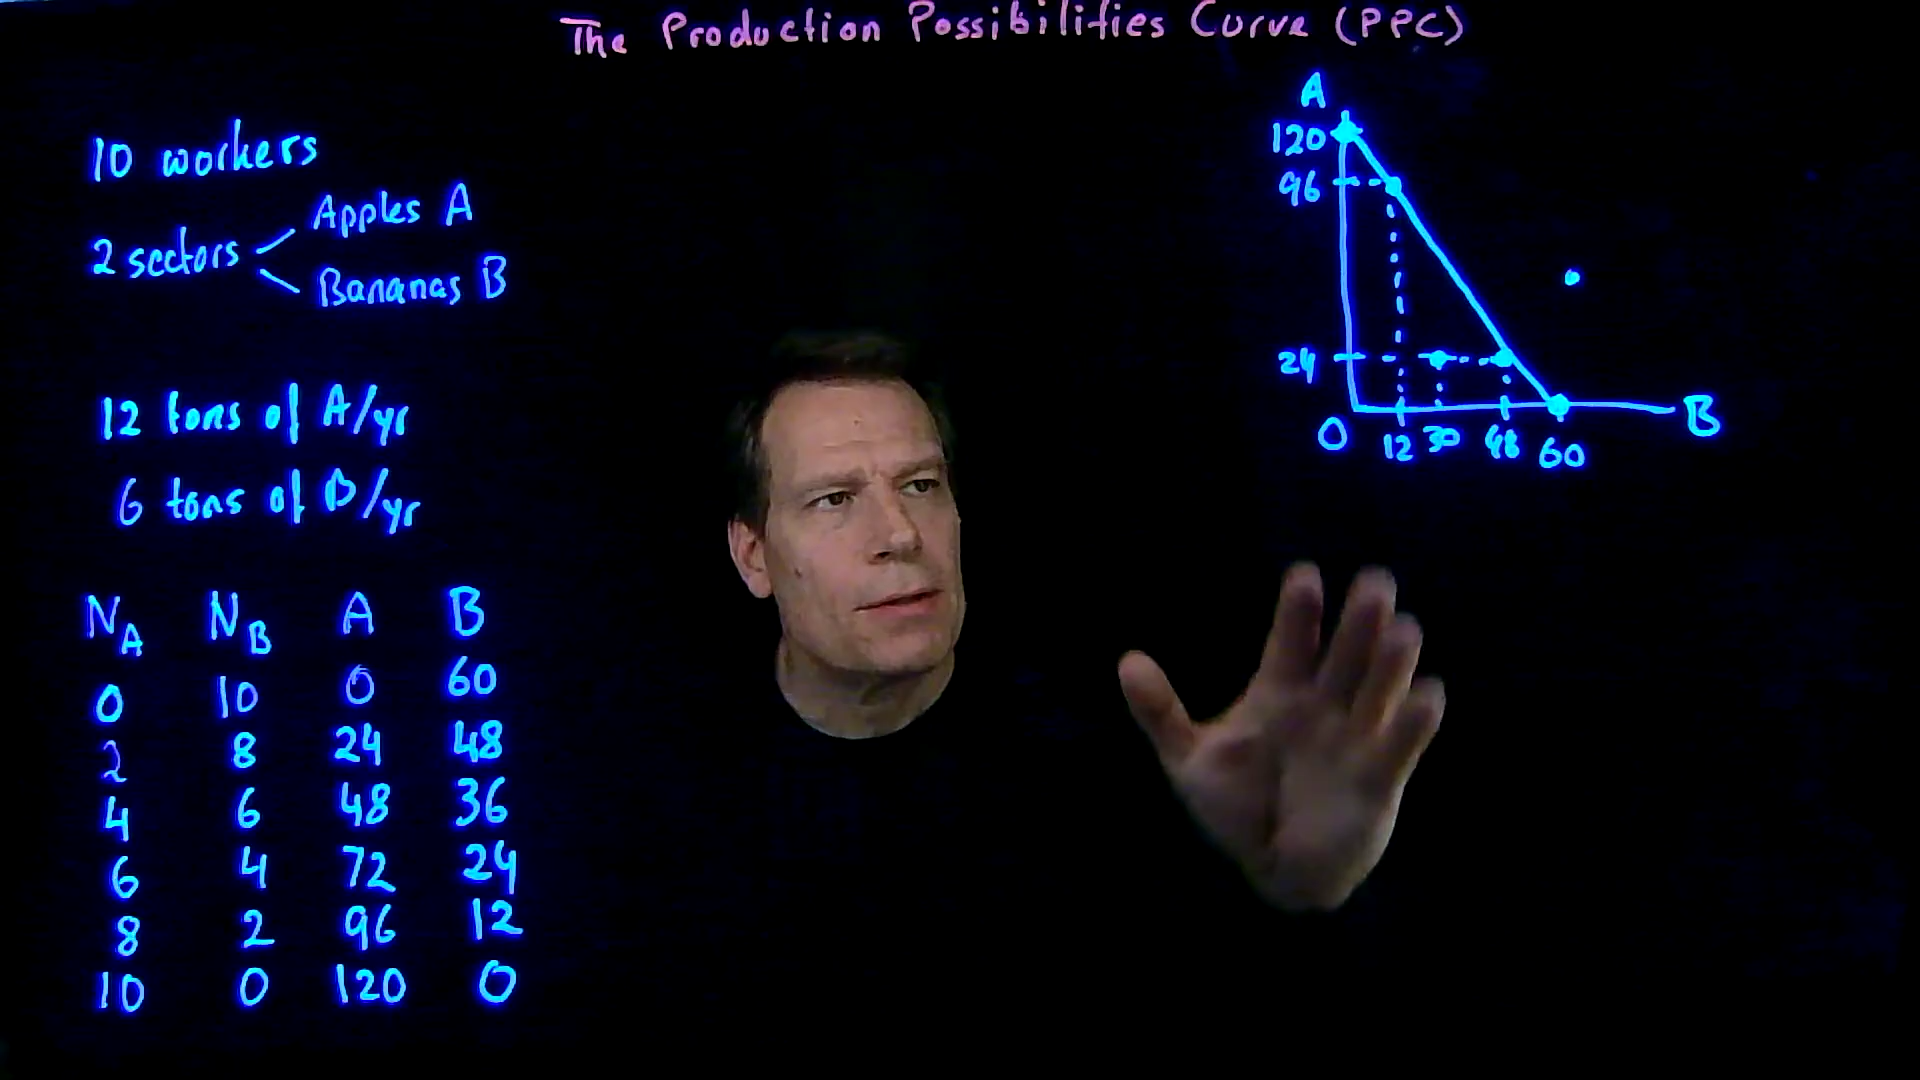 The Production Possibilities Curve (PPC)
10 workers
2 sectors
Apples A
Bananas B
12 tons of A/yr
6 tons of B/yr
N_A N_B A B
0 10 0 60
2 8 24 48
4 6 48 36
6 4 72 24
8 2 96 12
10 0 120 0
A
120
96
24
0 12 30 48 60
B